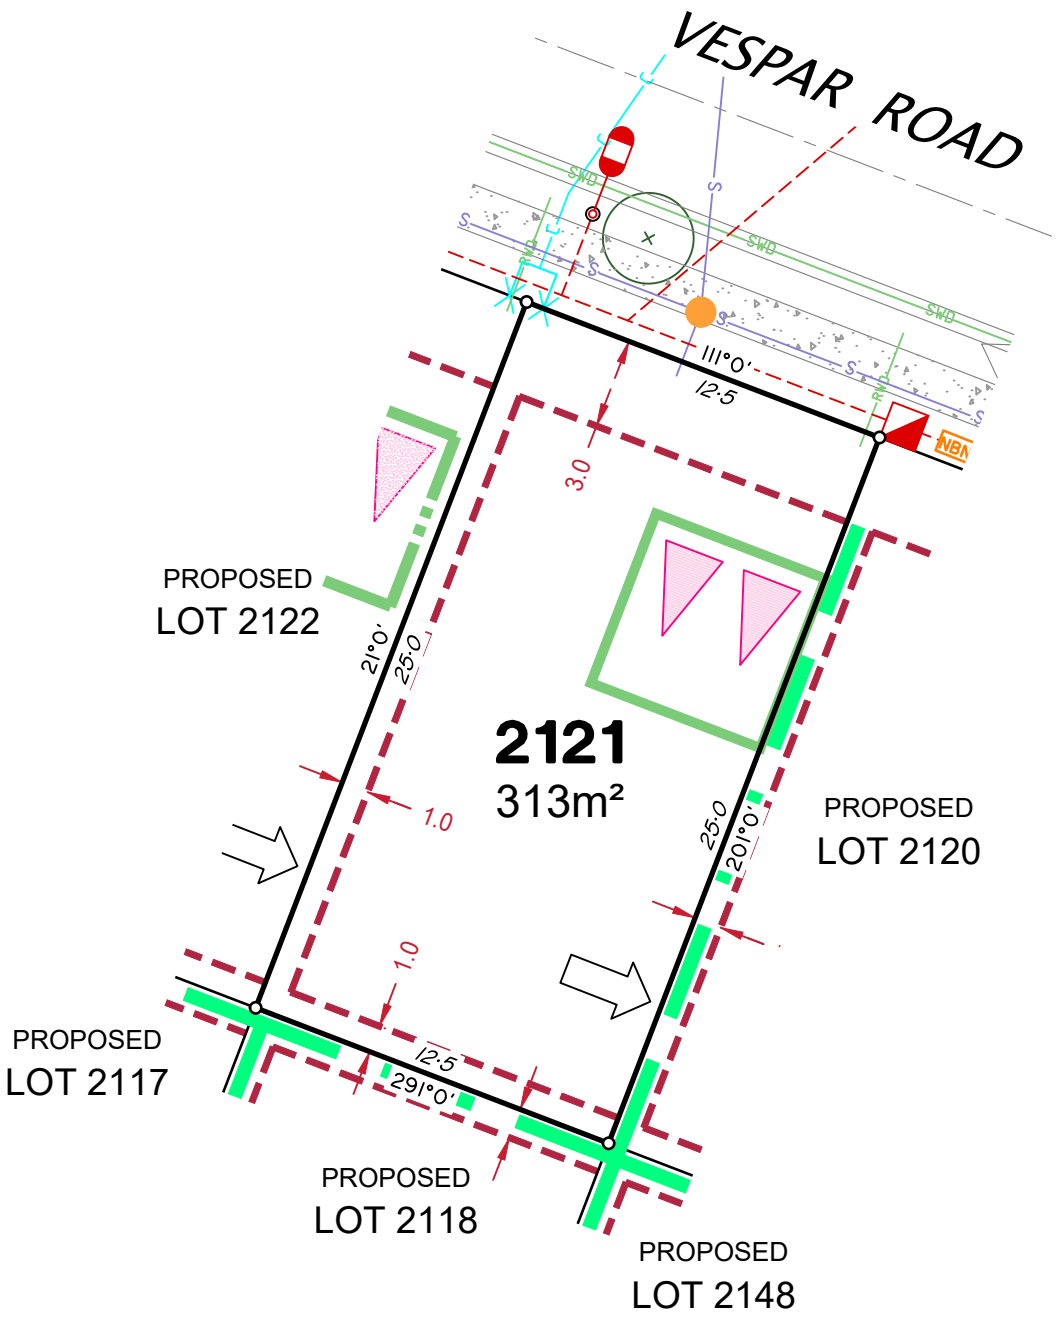 VESPAR ROAD
C
C
C
SWD
SWD
SWD
S
S
S
S
S
S
RWD
RWD
NBN
111°0'
12·5
3.0
PROPOSED
LOT 2122
21°0'
25·0
2121
313m²
1.0
25·0
201°0'
PROPOSED
LOT 2120
1.0
PROPOSED
LOT 2117
12·5
291°0'
PROPOSED
LOT 2118
PROPOSED
LOT 2148